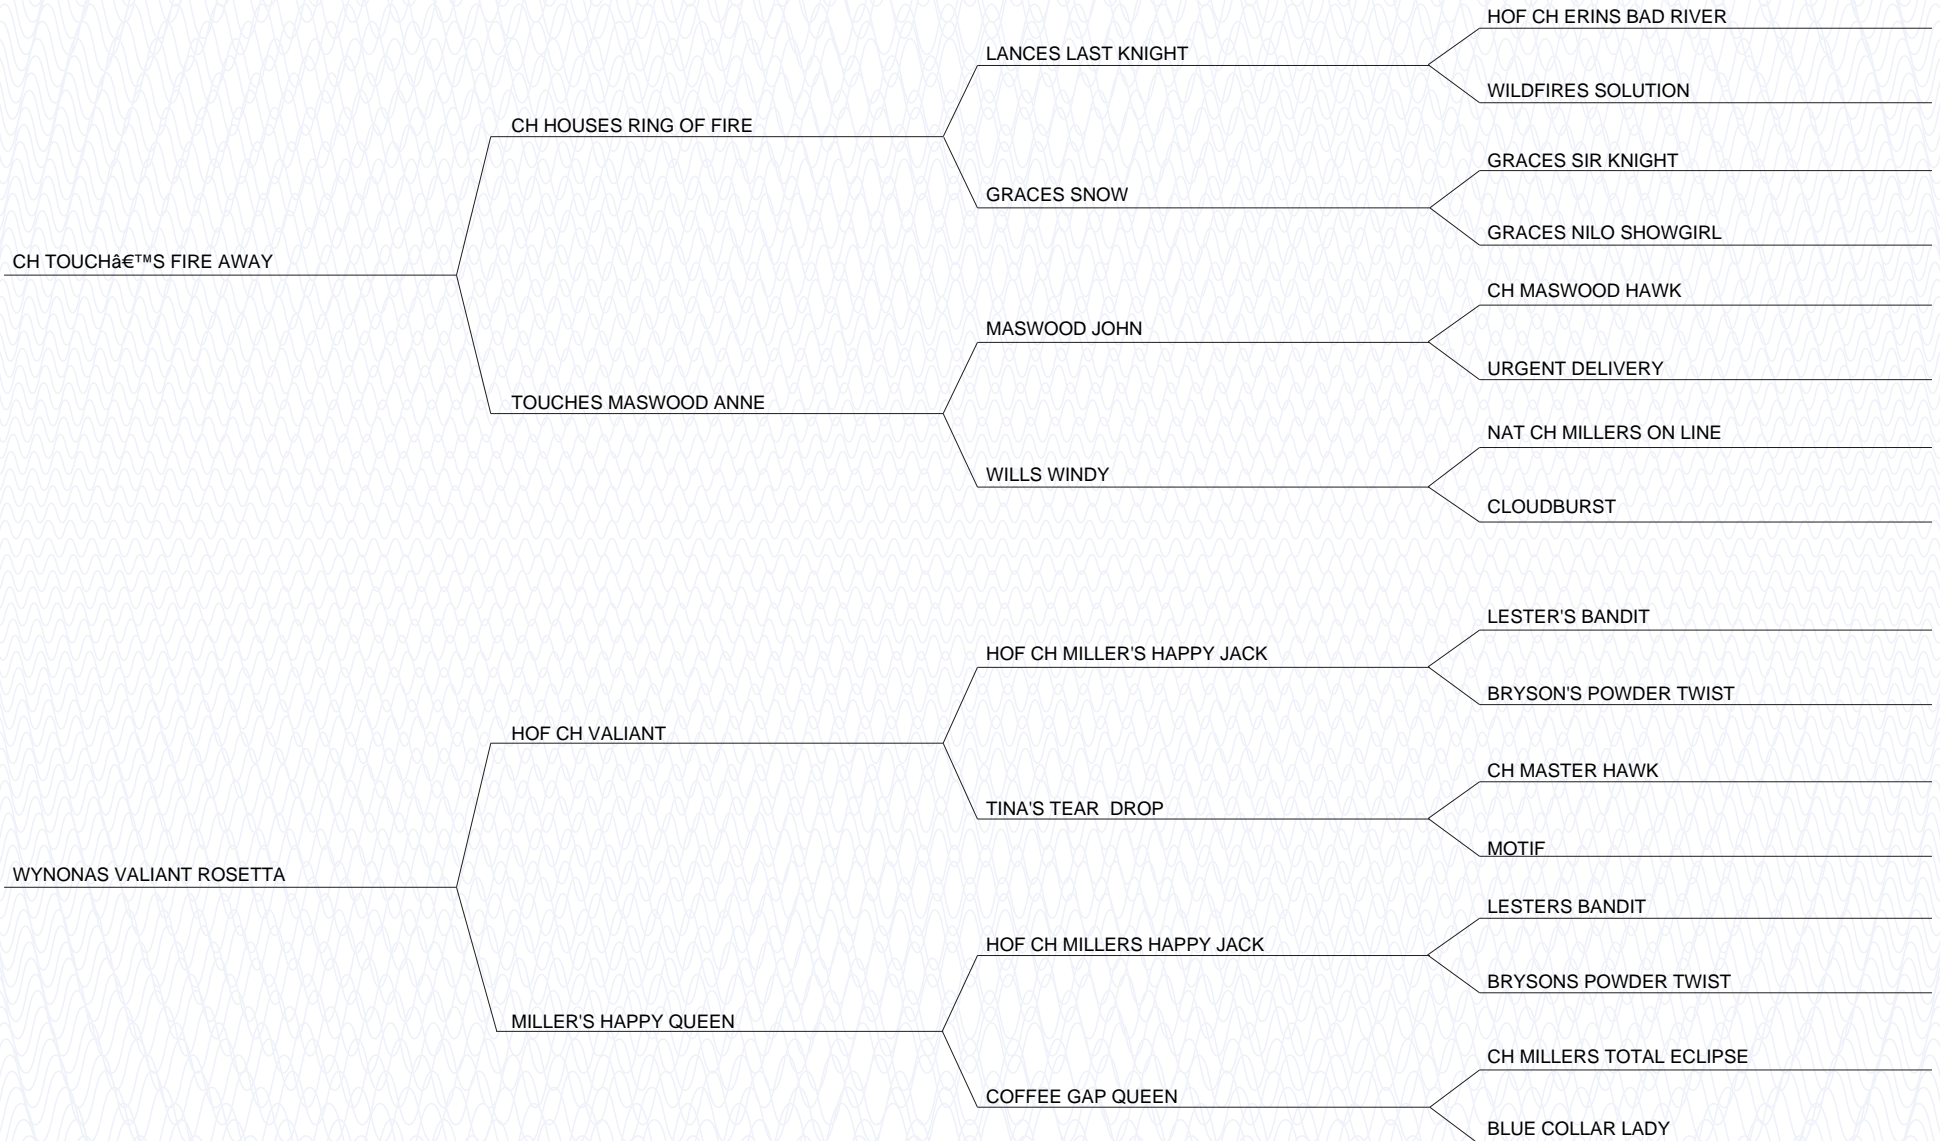 HOF CH ERINS BAD RIVER
LANCES LAST KNIGHT
WILDFIRES SOLUTION
CH HOUSES RING OF FIRE
GRACES SIR KNIGHT
GRACES SNOW
GRACES NILO SHOWGIRL
CH TOUCHâ€™S FIRE AWAY
CH MASWOOD HAWK
MASWOOD JOHN
URGENT DELIVERY
TOUCHES MASWOOD ANNE
NAT CH MILLERS ON LINE
WILLS WINDY
CLOUDBURST
LESTER'S BANDIT
HOF CH MILLER'S HAPPY JACK
BRYSON'S POWDER TWIST
HOF CH VALIANT
CH MASTER HAWK
TINA'S TEAR  DROP
MOTIF
WYNONAS VALIANT ROSETTA
LESTERS BANDIT
HOF CH MILLERS HAPPY JACK
BRYSONS POWDER TWIST
MILLER'S HAPPY QUEEN
CH MILLERS TOTAL ECLIPSE
COFFEE GAP QUEEN
BLUE COLLAR LADY